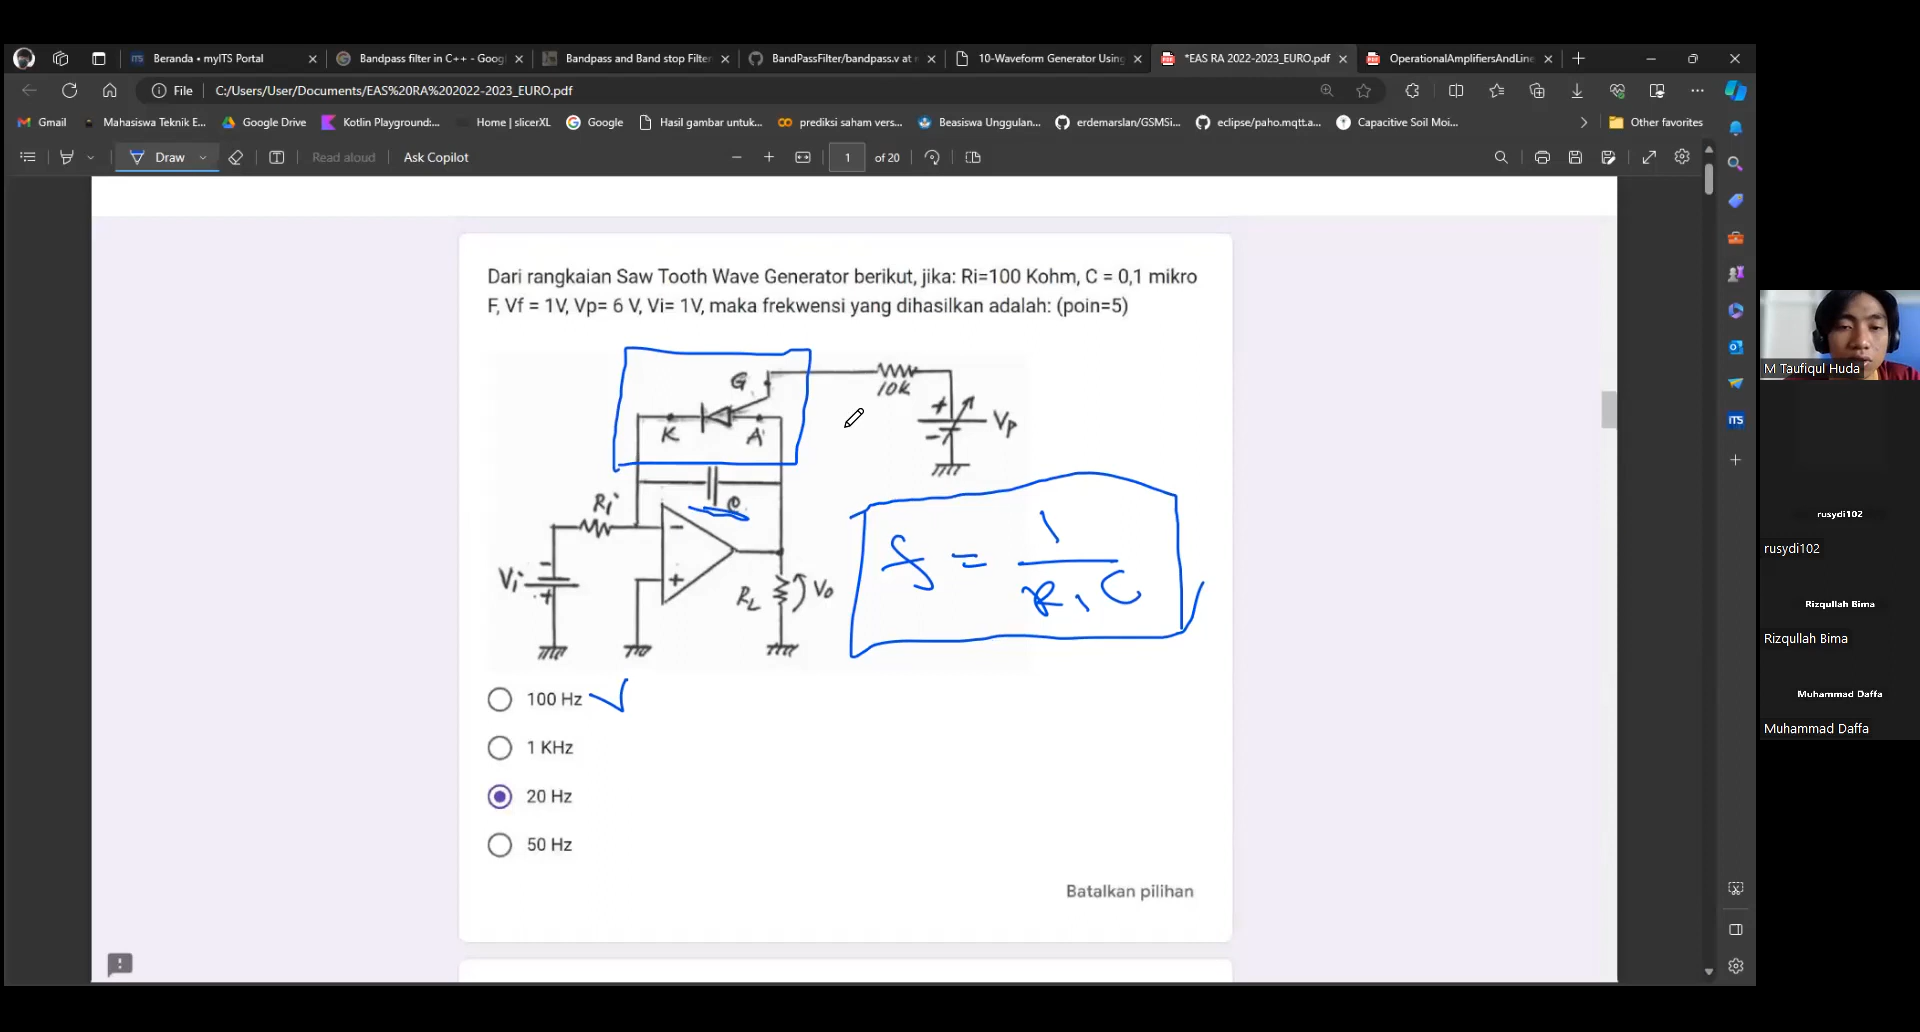 Beranda • myITS Portal
Bandpass filter in C++ - Goog
Bandpass and Band stop Filter
BandPassFilter/bandpass.v at
10-Waveform Generator Using
*EAS RA 2022-2023_EURO.pdf
OperationalAmplifiersAndLine
File
C:/Users/User/Documents/EAS%20RA%202022-2023_EURO.pdf
Gmail
Mahasiswa Teknik E...
Google Drive
Kotlin Playground:...
Home | slicerXL
Google
Hasil gambar untuk...
prediksi saham vers...
Beasiswa Unggulan...
erdemarslan/GSMSi...
eclipse/paho.mqtt.a...
Capacitive Soil Moi...
Other favorites
Draw
Read aloud
Ask Copilot
1
of 20
Dari rangkaian Saw Tooth Wave Generator berikut, jika: Ri=100 Kohm, C = 0,1 mikro
F, Vf = 1V, Vp= 6 V, Vi= 1V, maka frekwensi yang dihasilkan adalah: (poin=5)
G
10K
K
A
+
-
Vp
Ri
C
-
+
Vi
-
+
RL
Vo
f = 1
Ri C
100 Hz
1 KHz
20 Hz
50 Hz
Batalkan pilihan
ITS
M Taufiqul Huda
rusydi102
rusydi102
Rizqullah Bima
Rizqullah Bima
Muhammad Daffa
Muhammad Daffa